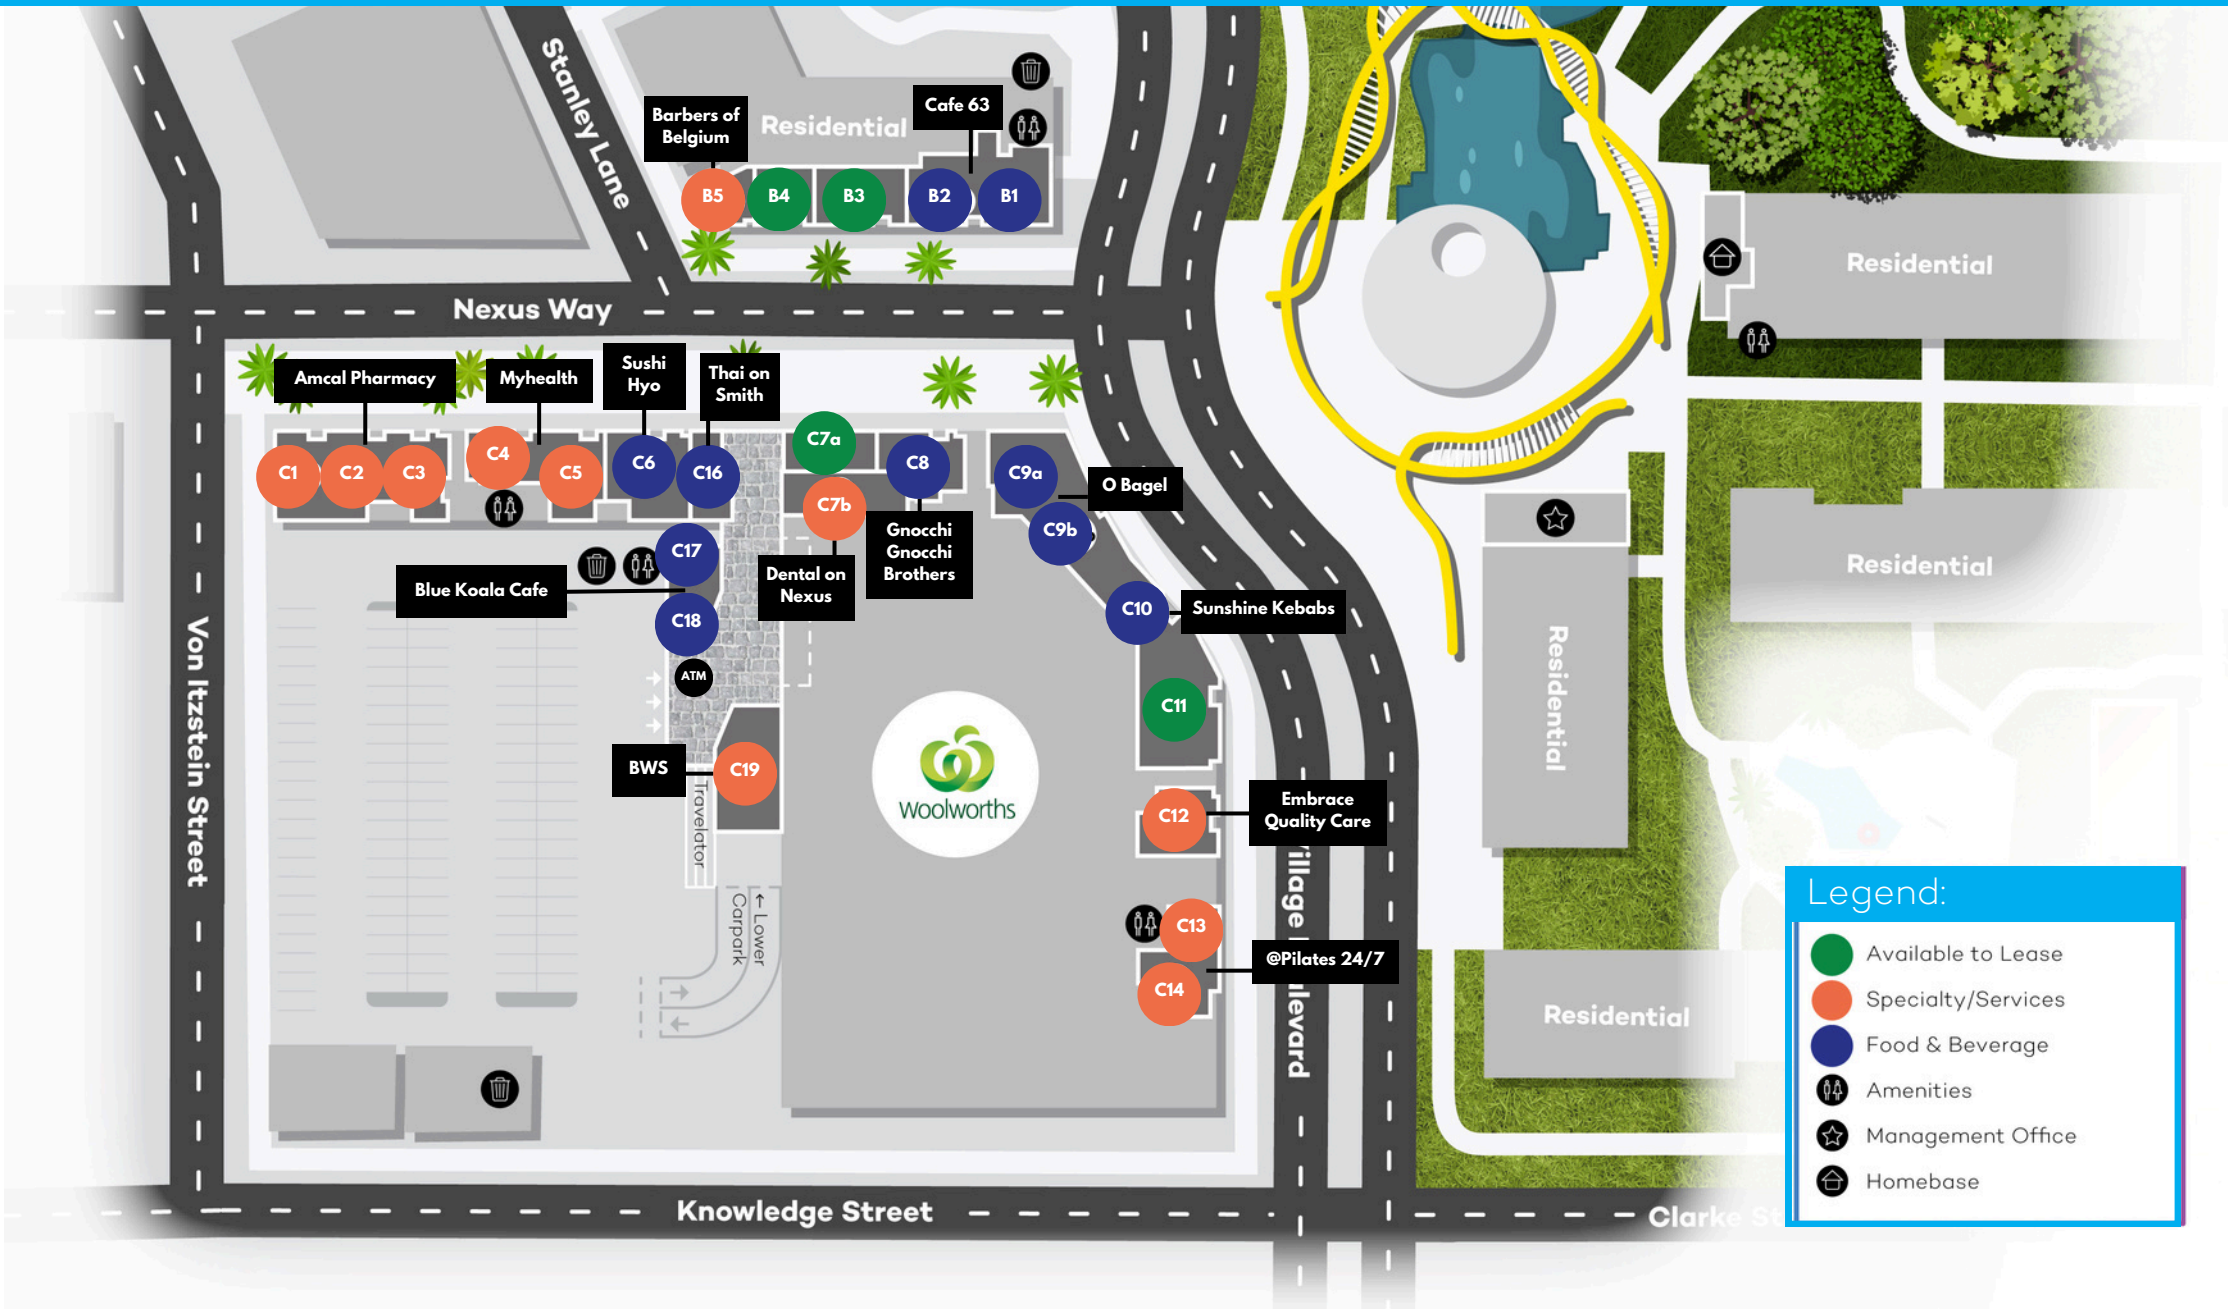 Stanley Lane
Barbers of
Belgium
Residential
Cafe 63
B5
B4
B3
B2
B1
Nexus Way
Residential
Amcal Pharmacy
Myhealth
Sushi
Hyo
Thai on
Smith
C1
C2
C3
C4
C5
C6
C16
C7a
C7b
C8
C9a
C9b
O Bagel
Gnocchi
Gnocchi
Brothers
Dental on
Nexus
C17
Blue Koala Cafe
C18
ATM
C10
Sunshine Kebabs
Residential
Residential
Von Itzstein Street
C11
BWS
C19
Travelator
Woolworths
C12
Embrace
Quality Care
← Lower
Carpark
C13
@Pilates 24/7
C14
Residential
Knowledge Street
Clarke St
Legend:
Available to Lease
Specialty/Services
Food & Beverage
Amenities
Management Office
Homebase